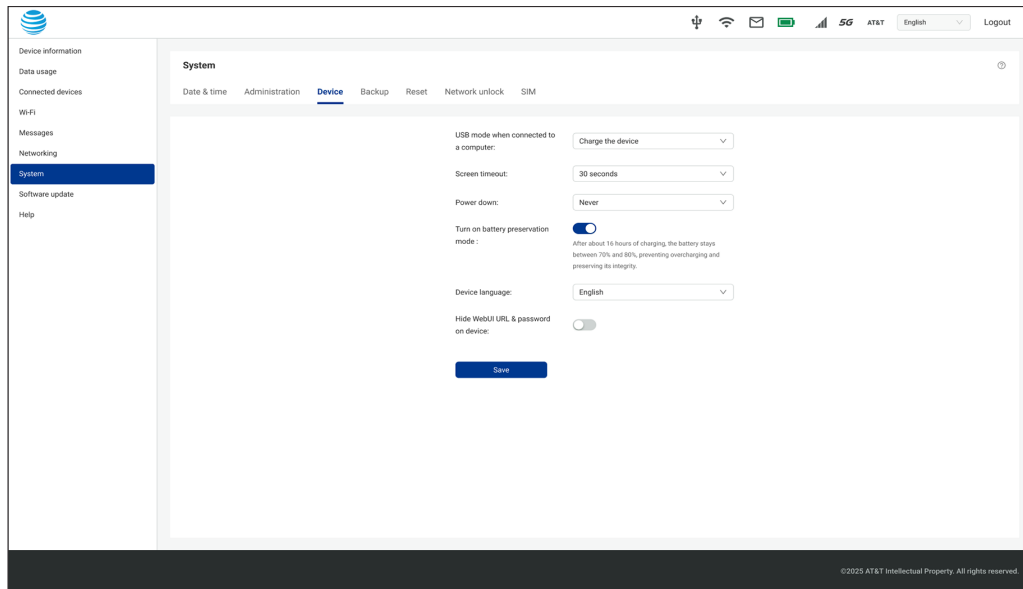 5G AT&T English Logout
Device information
Data usage
Connected devices
Wi-Fi
Messages
Networking
System
Software update
Help
System
Date & time Administration Device Backup Reset Network unlock SIM
USB mode when connected to
a computer:
Charge the device
Screen timeout:
30 seconds
Power down:
Never
Turn on battery preservation
mode :
After about 16 hours of charging, the battery stays
between 70% and 80%, preventing overcharging and
preserving its integrity.
Device language:
English
Hide WebUI URL & password
on device:
Save
©2025 AT&T Intellectual Property. All rights reserved.